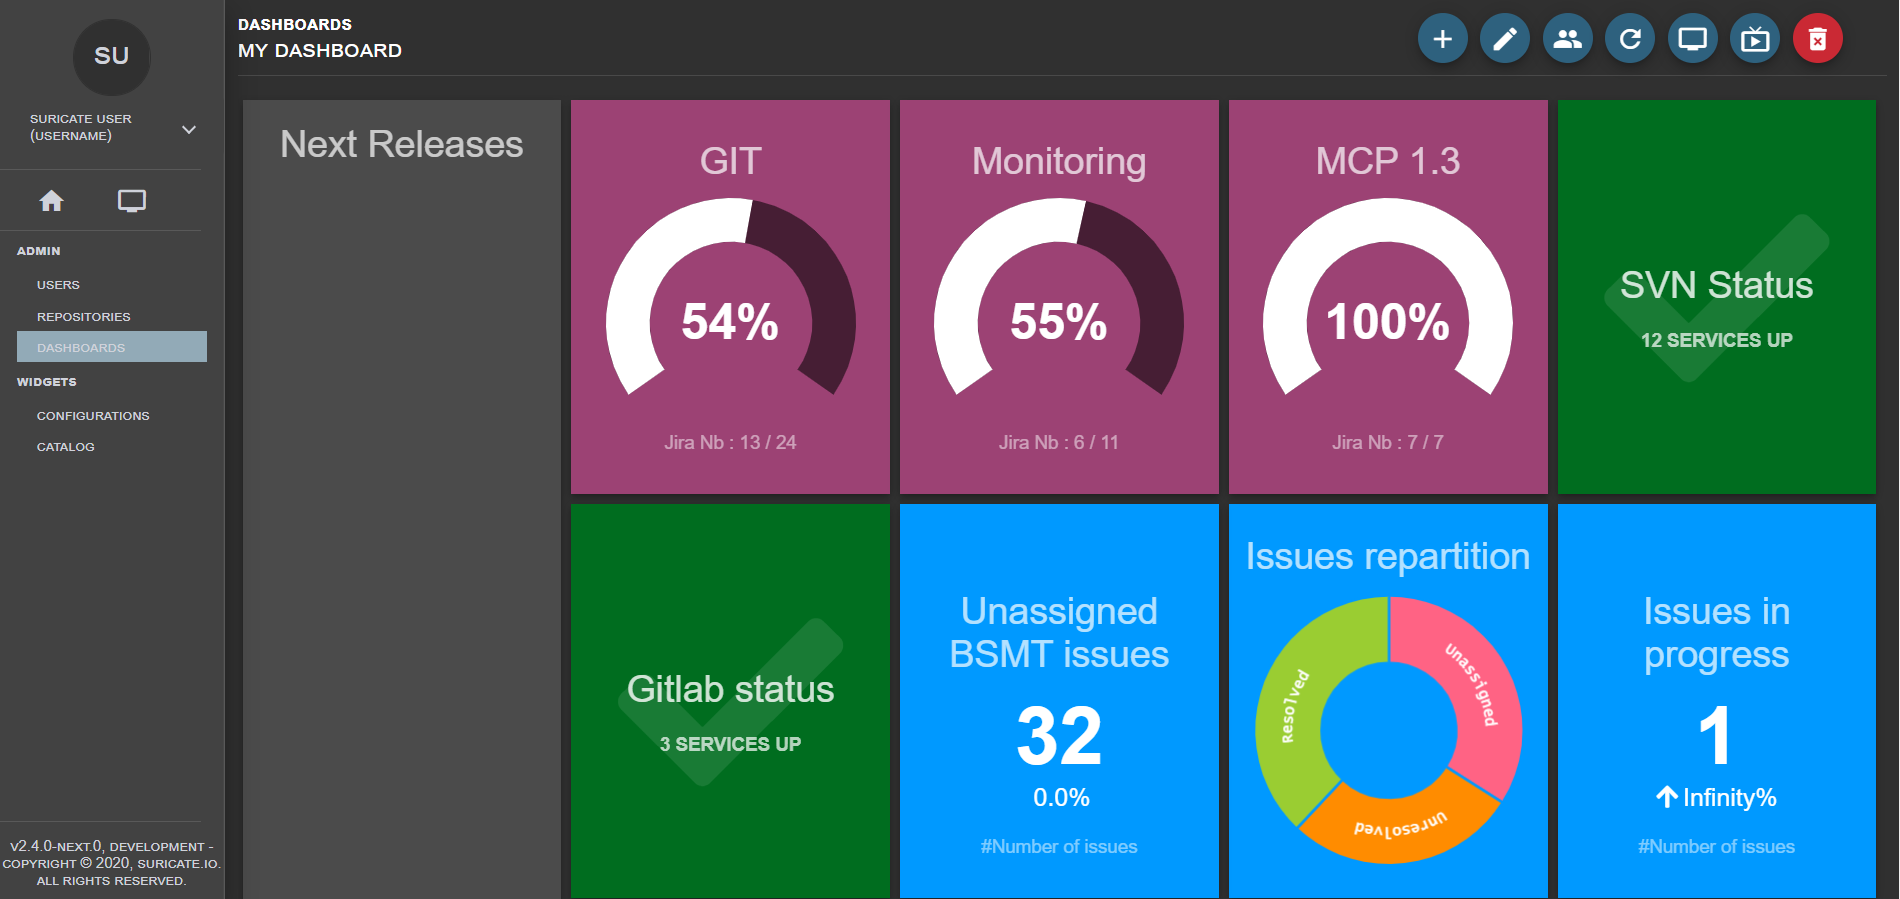 SU
SURICATE USER
(USERNAME)
ADMIN
USERS
REPOSITORIES
DASHBOARDS
WIDGETS
CONFIGURATIONS
CATALOG
V2.4.0-NEXT.0, DEVELOPMENT -
COPYRIGHT © 2020, SURICATE.IO.
ALL RIGHTS RESERVED.
DASHBOARDS
MY DASHBOARD
Next Releases
GIT
54%
Jira Nb : 13 / 24
Monitoring
55%
Jira Nb : 6 / 11
MCP 1.3
100%
Jira Nb : 7 / 7
SVN Status
12 SERVICES UP
Gitlab status
3 SERVICES UP
Unassigned
BSMT issues
32
0.0%
#Number of issues
Issues repartition
Unassigned
Unresolved
Resolved
Issues in
progress
1
Infinity%
#Number of issues